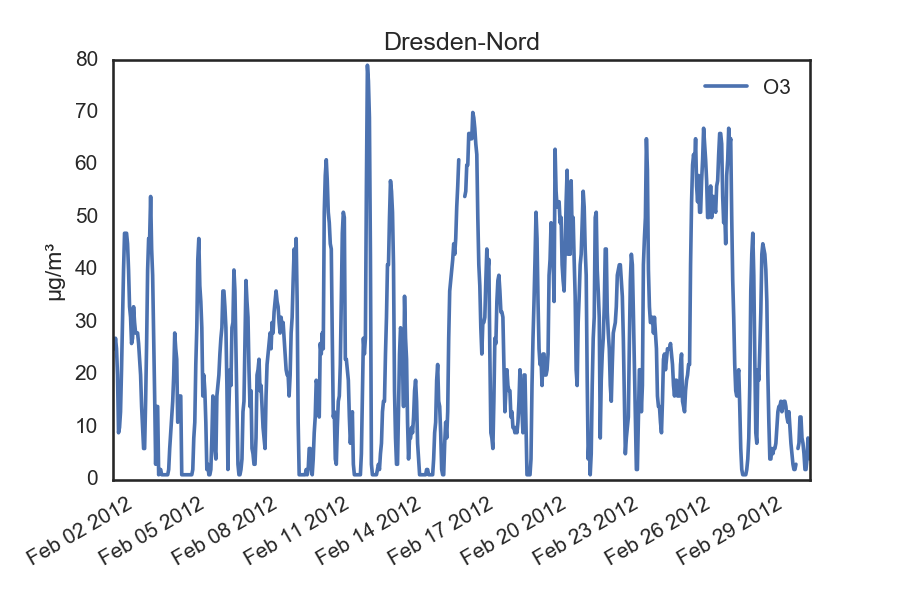 Dresden-Nord
O3
µg/m³
80
70
60
50
40
30
20
10
0
Feb 02 2012
Feb 05 2012
Feb 08 2012
Feb 11 2012
Feb 14 2012
Feb 17 2012
Feb 20 2012
Feb 23 2012
Feb 26 2012
Feb 29 2012